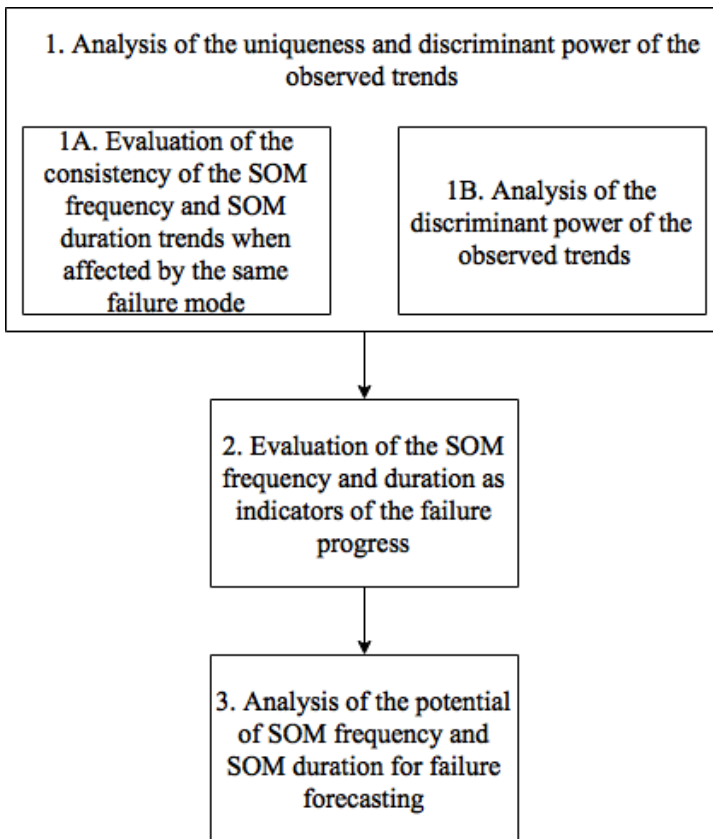 1. Analysis of the uniqueness and discriminant power of the
observed trends
1A. Evaluation of the
consistency of the SOM
frequency and SOM
duration trends when
affected by the same
failure mode
1B. Analysis of the
discriminant power of the
observed trends
2. Evaluation of the SOM
frequency and duration as
indicators of the failure
progress
3. Analysis of the potential
of SOM frequency and
SOM duration for failure
forecasting